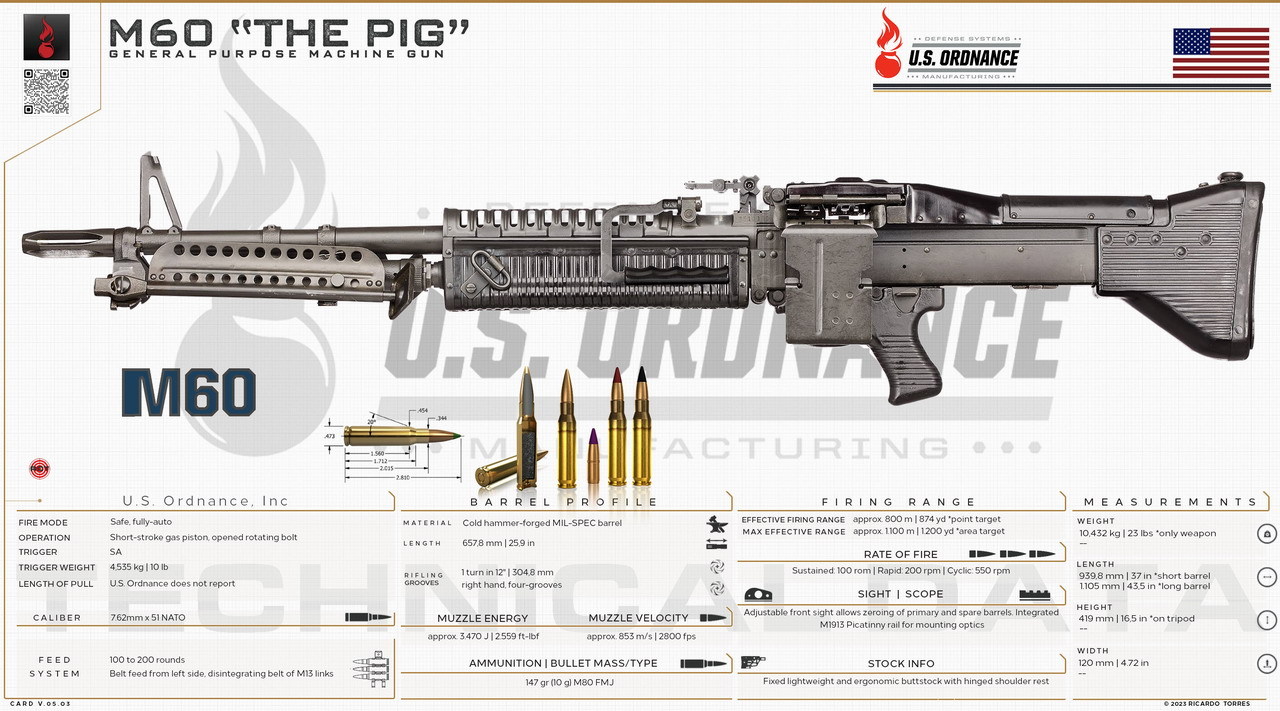 M60 “THE PIG”
GENERAL PURPOSE MACHINE GUN
•• DEFENSE SYSTEMS ••
U.S. ORDNANCE
••• MANUFACTURING •••
U.S. ORDNANCE
••• MANUFACTURING •••
M60
20°
.454
.344
.473
1.560
1.712
2.015
2.810
TECHNICAL DATA
U.S. Ordnance, Inc
FIRE MODE Safe, fully-auto
OPERATION Short-stroke gas piston, opened rotating bolt
TRIGGER SA
TRIGGER WEIGHT 4,535 kg | 10 lb
LENGTH OF PULL U.S. Ordnance does not report
CALIBER 7.62mm x 51 NATO
FEED SYSTEM 100 to 200 rounds
Belt feed from left side, disintegrating belt of M13 links
BARREL PROFILE
MATERIAL Cold hammer-forged MIL-SPEC barrel
LENGTH 657,8 mm | 25,9 in
RIFLING GROOVES 1 turn in 12" | 304,8 mm
right hand, four-grooves
MUZZLE ENERGY MUZZLE VELOCITY
approx. 3.470 J | 2.559 ft-lbf approx. 853 m/s | 2800 fps
AMMUNITION | BULLET MASS/TYPE
147 gr (10 g) M80 FMJ
FIRING RANGE
EFFECTIVE FIRING RANGE approx. 800 m | 874 yd *point target
MAX EFFECTIVE RANGE approx. 1.100 m | 1.200 yd *area target
RATE OF FIRE
Sustained: 100 rom | Rapid: 200 rpm | Cyclic: 550 rpm
SIGHT | SCOPE
Adjustable front sight allows zeroing of primary and spare barrels. Integrated
M1913 Picatinny rail for mounting optics
STOCK INFO
Fixed lightweight and ergonomic buttstock with hinged shoulder rest
MEASUREMENTS
WEIGHT
10,432 kg | 23 lbs *only weapon
--
LENGTH
939,8 mm | 37 in *short barrel
1.105 mm | 43,5 in *long barrel
HEIGHT
419 mm | 16,5 in *on tripod
--
WIDTH
120 mm | 4.72 in
--
CARD V.05.03
© 2023 RICARDO TORRES